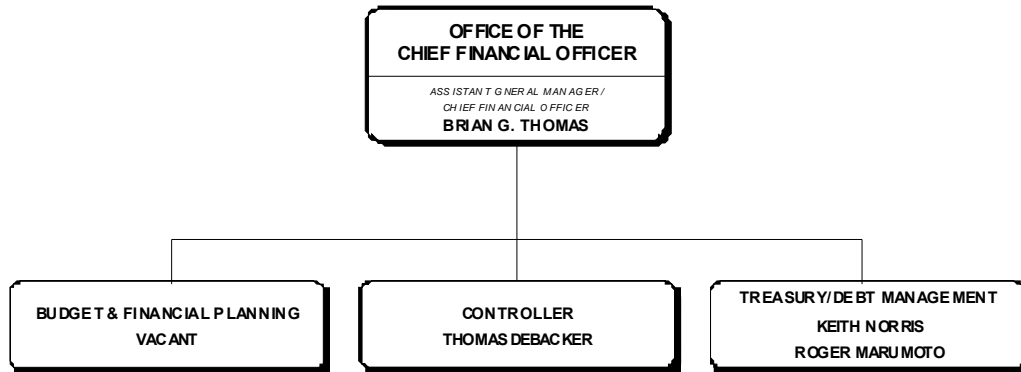 OFFICE OF THE
CHIEF FINANCIAL OFFICER
ASSISTANT GNERAL MANAGER/
CHIEF FINANCIAL OFFICER
BRIAN G. THOMAS
BUDGET & FINANCIAL PLANNING
VACANT
CONTROLLER
THOMAS DEBACKER
TREASURY/DEBT MANAGEMENT
KEITH NORRIS
ROGER MARUMOTO